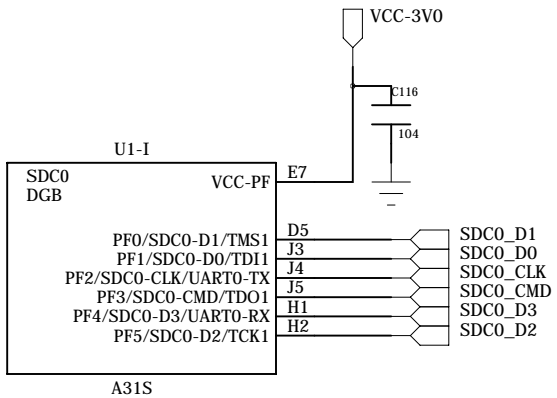 VCC-3V0
C116
104
U1-I
SDC0
DGB
VCC-PF
E7
PF0/SDC0-D1/TMS1 D5 SDC0_D1
PF1/SDC0-D0/TDI1 J3 SDC0_D0
PF2/SDC0-CLK/UART0-TX J4 SDC0_CLK
PF3/SDC0-CMD/TDO1 J5 SDC0_CMD
PF4/SDC0-D3/UART0-RX H1 SDC0_D3
PF5/SDC0-D2/TCK1 H2 SDC0_D2
A31S